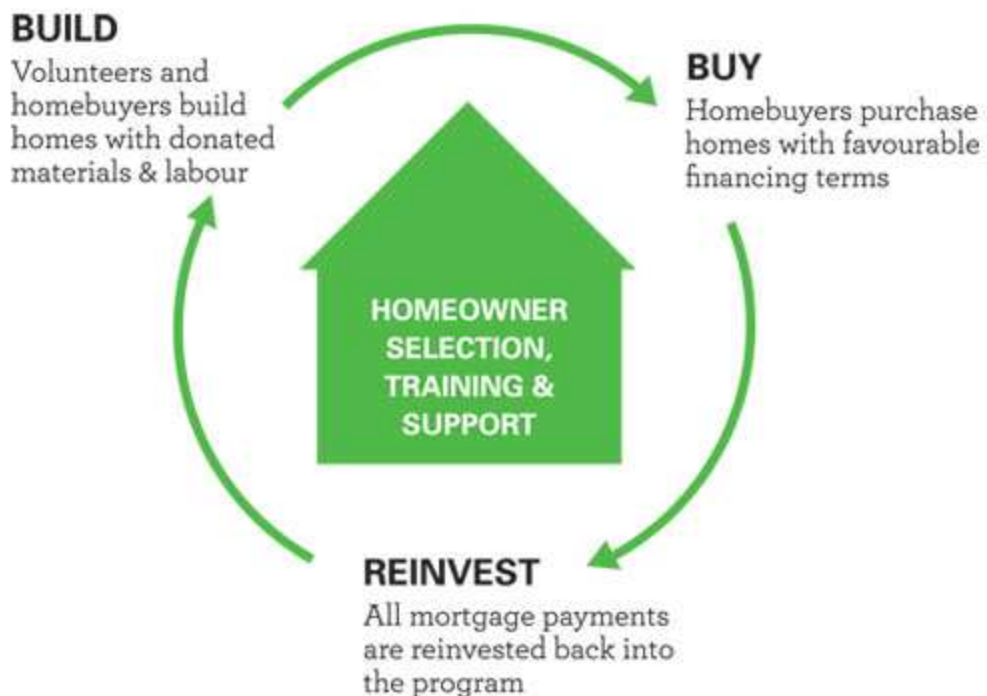 BUILD
Volunteers and
homebuyers build
homes with donated
materials & labour
BUY
Homebuyers purchase
homes with favourable
financing terms
HOMEOWNER
SELECTION,
TRAINING &
SUPPORT
REINVEST
All mortgage payments
are reinvested back into
the program